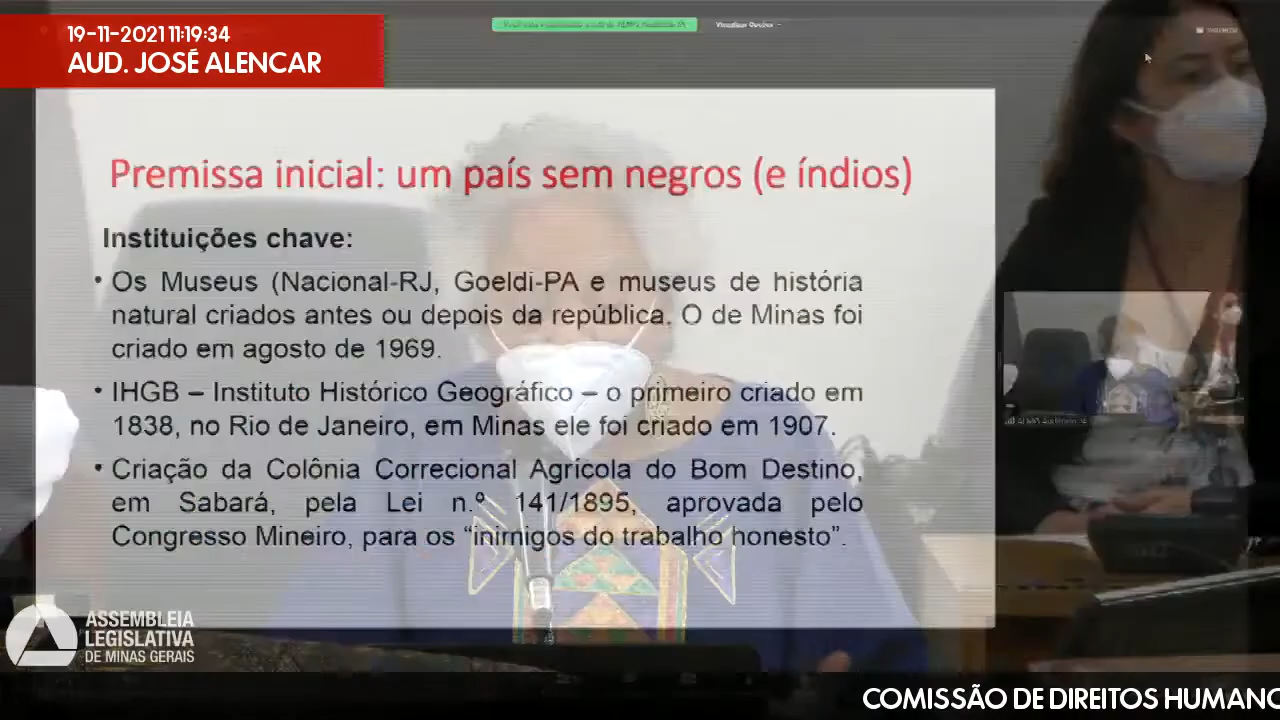 19-11-2021 11:19:34
AUD. JOSÉ ALENCAR
Premissa inicial: um país sem negros (e índios)
Instituições chave:
• Os Museus (Nacional-RJ, Goeldi-PA e museus de história
natural criados antes ou depois da república. O de Minas foi
criado em agosto de 1969.
• IHGB – Instituto Histórico Geográfico – o primeiro criado em
1838, no Rio de Janeiro, em Minas ele foi criado em 1907.
• Criação da Colônia Correcional Agrícola do Bom Destino,
em Sabará, pela Lei n.º 141/1895, aprovada pelo
Congresso Mineiro, para os “inimigos do trabalho honesto”.
ASSEMBLEIA
LEGISLATIVA
DE MINAS GERAIS
COMISSÃO DE DIREITOS HUMANO